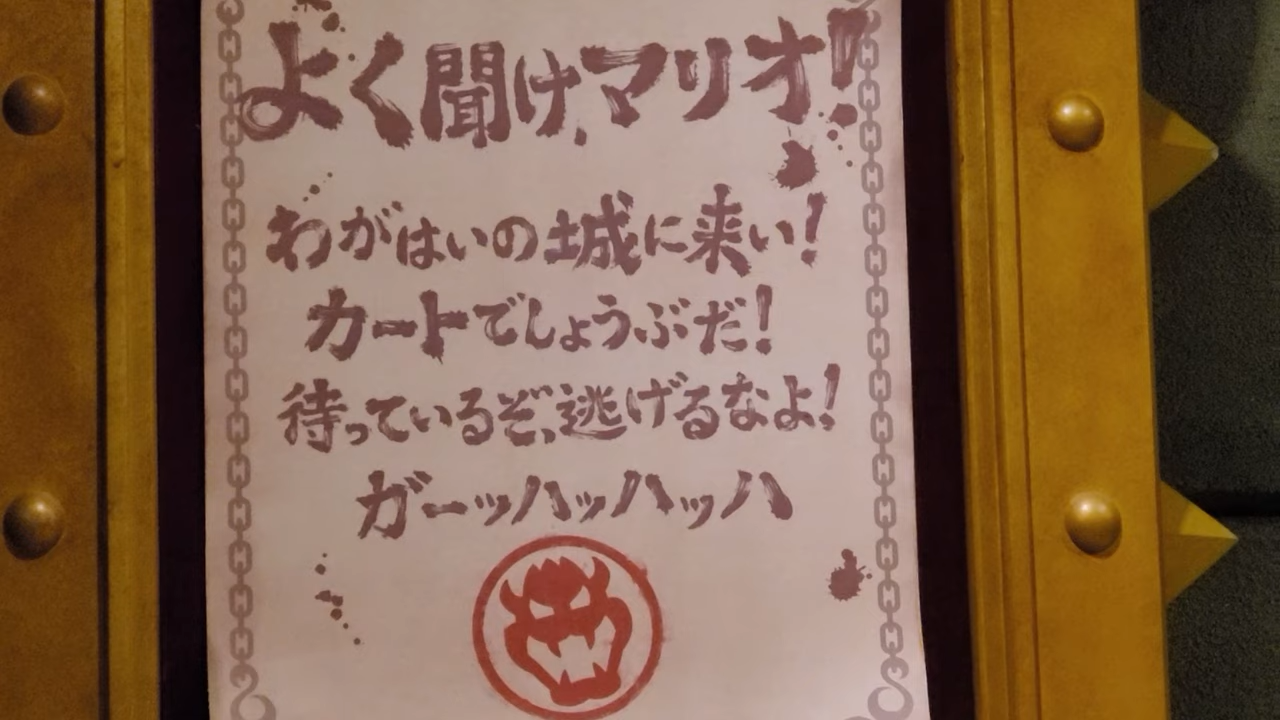 よく聞け、マリオ!
わがはいの城に来い!
カートでしょうぶだ!
待っているぞ、逃げるなよ!
ガーッハッハッハ